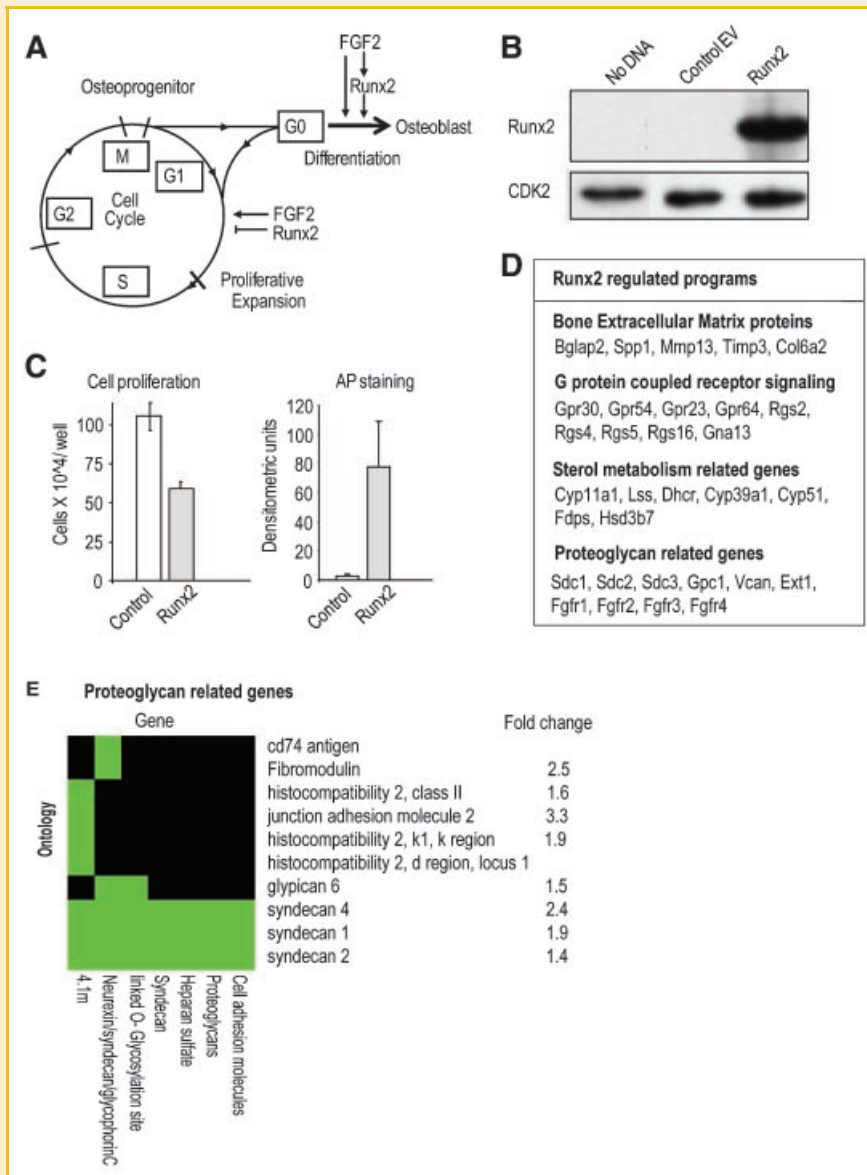 A
FGF2
Runx2
Osteoprogenitor
G0
Osteoblast
Differentiation
M
G1
G2
Cell
Cycle
FGF2
Runx2
S
Proliferative
Expansion
B
No DNA
Control EV
Runx2
Runx2
CDK2
C
Cell proliferation
Cells X 10^4/ well
100
75
50
25
0
Control
Runx2
AP staining
Densitometric units
120
100
80
60
40
20
0
Control
Runx2
D
Runx2 regulated programs
Bone Extracellular Matrix proteins
Bglap2, Spp1, Mmp13, Timp3, Col6a2
G protein coupled receptor signaling
Gpr30, Gpr54, Gpr23, Gpr64, Rgs2,
Rgs4, Rgs5, Rgs16, Gna13
Sterol metabolism related genes
Cyp11a1, Lss, Dhcr, Cyp39a1, Cyp51,
Fdps, Hsd3b7
Proteoglycan related genes
Sdc1, Sdc2, Sdc3, Gpc1, Vcan, Ext1,
Fgfr1, Fgfr2, Fgfr3, Fgfr4
E
Proteoglycan related genes
Gene
Fold change
Ontology
cd74 antigen
Fibromodulin 2.5
histocompatibility 2, class II 1.6
junction adhesion molecule 2 3.3
histocompatibility 2, k1, k region 1.9
histocompatibility 2, d region, locus 1
glypican 6 1.5
syndecan 4 2.4
syndecan 1 1.9
syndecan 2 1.4
4.1m
Neurexin/syndecan/glycophorinC
linked O- Glycosylation site
Syndecan
Heparan sulfate
Proteoglycans
Cell adhesion molecules